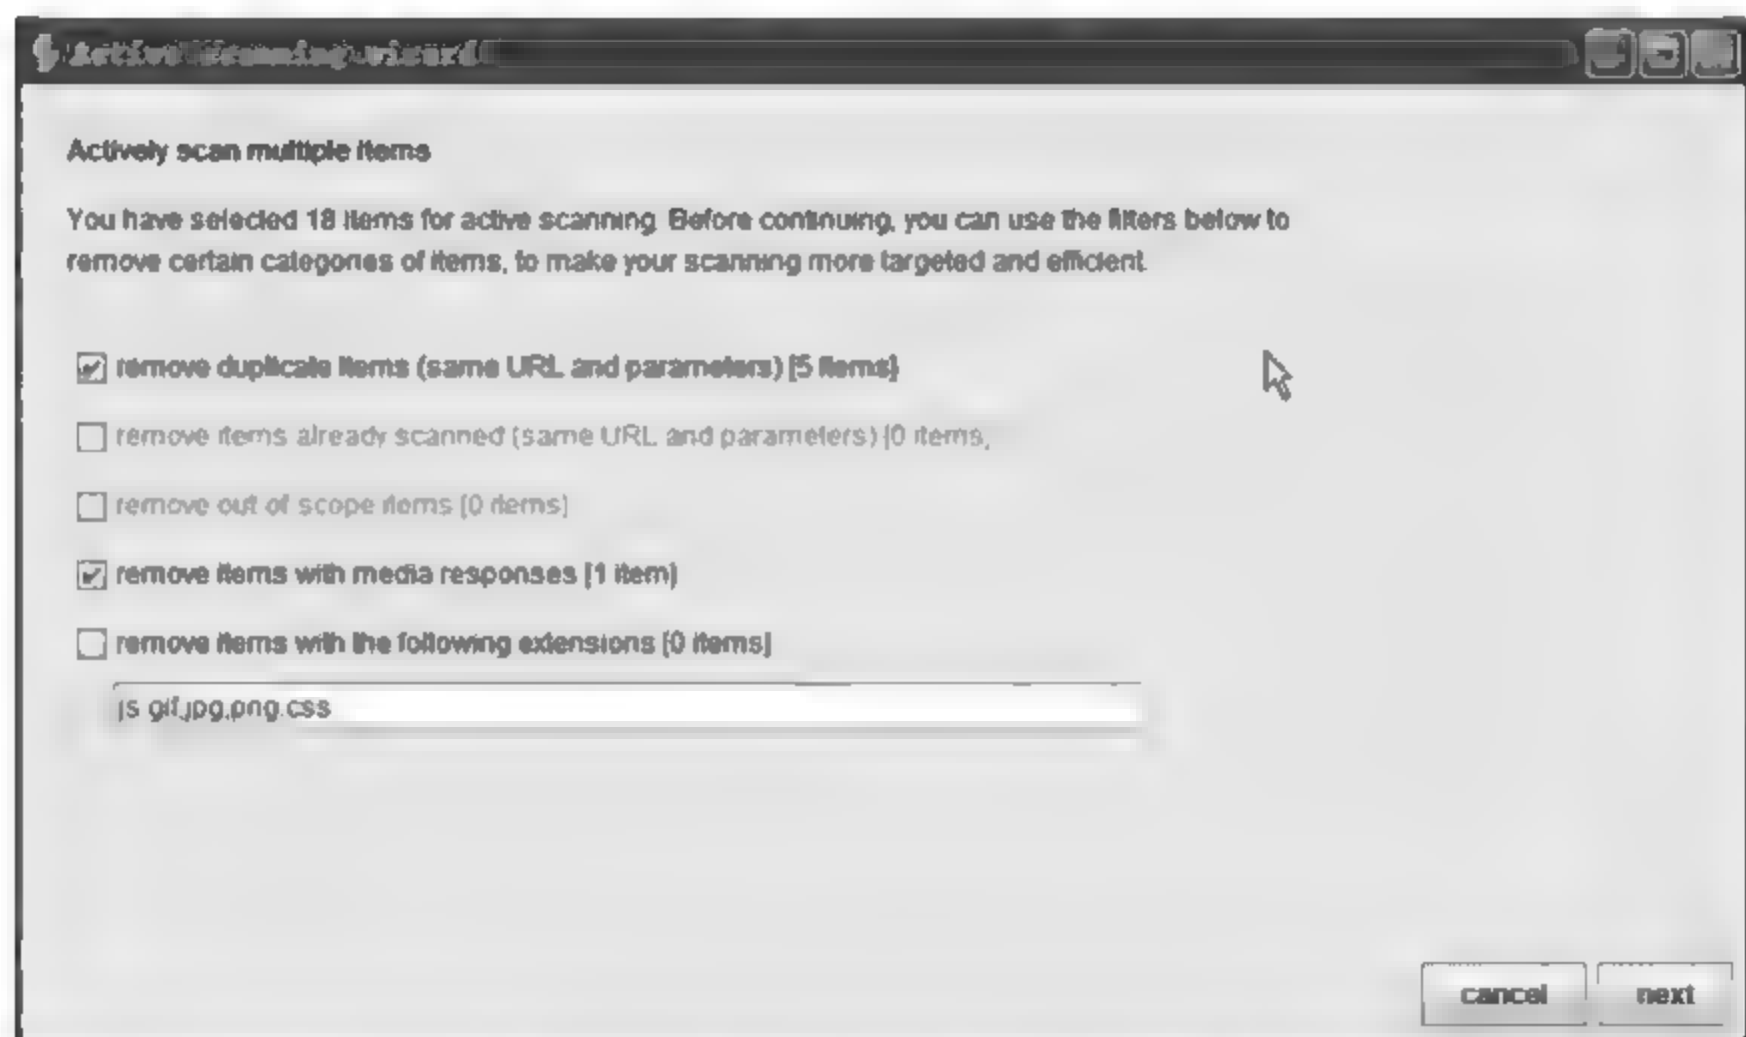 Active scanning wizard
Actively scan multiple items
You have selected 18 items for active scanning. Before continuing, you can use the filters below to
remove certain categories of items, to make your scanning more targeted and efficient.
remove duplicate items (same URL and parameters) [5 items]
remove items already scanned (same URL and parameters) [0 items]
remove out of scope items [0 items]
remove items with media responses [1 item]
remove items with the following extensions [0 items]
js,gif,jpg,png,css
cancel next